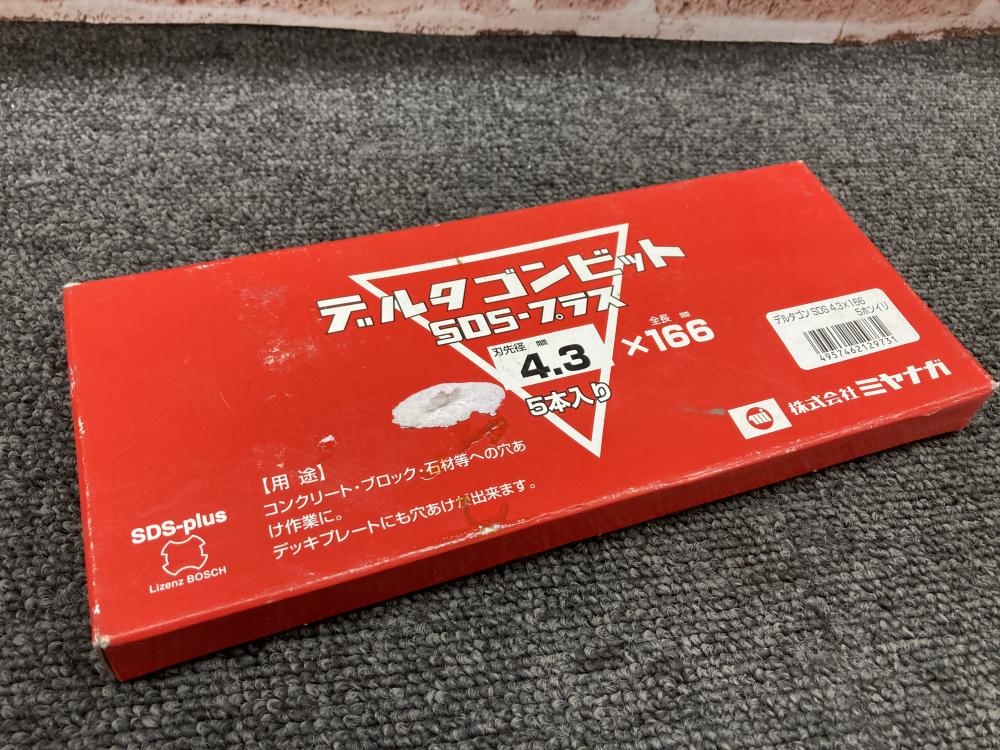 デルタゴンビット
SDS-プラス
刃先径 ㎜ 全長 ㎜
4.3 ×166
5本入り
デルタゴン SDS 4.3×166
5ホンイリ
4957462129731
株式会社ミヤナガ
【用 途】
コンクリート・ブロック・石材等への穴あ
け作業に。
デッキプレートにも穴あけが出来ます。
SDS-plus
Lizenz BOSCH